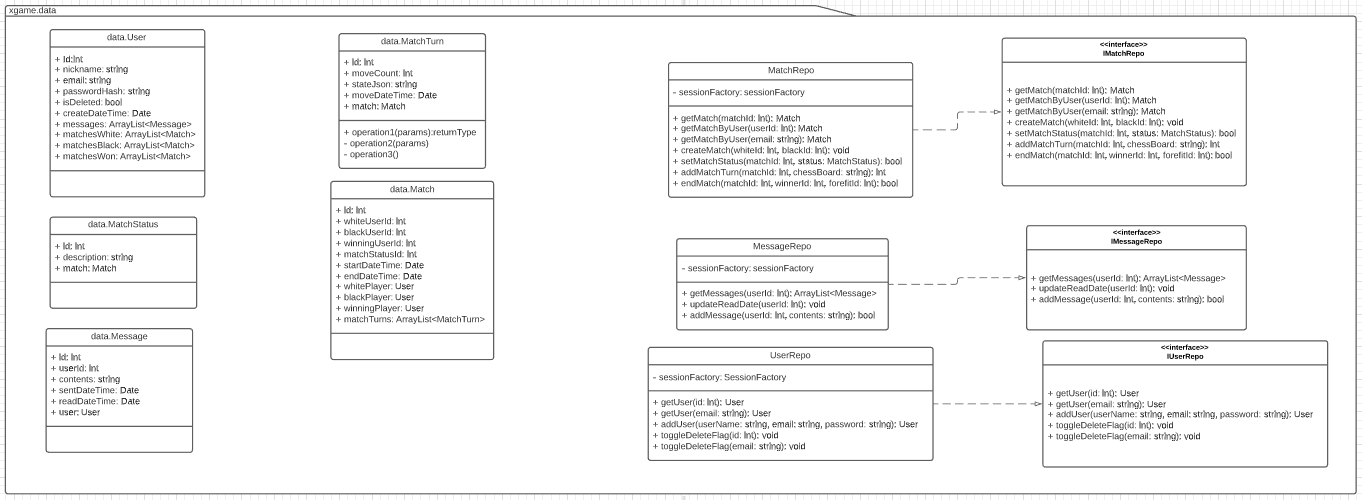 xgame.data
data.User
+ Id:Int
+ nickname: string
+ email: string
+ passwordHash: string
+ isDeleted: bool
+ createDateTime: Date
+ messages: ArrayList<Message>
+ matchesWhite: ArrayList<Match>
+ matchesBlack: ArrayList<Match>
+ matchesWon: ArrayList<Match>
data.MatchStatus
+ Id: Int
+ description: string
+ match: Match
data.Message
+ Id: Int
+ userId: Int
+ contents: string
+ sentDateTime: Date
+ readDateTime: Date
+ user: User
data.MatchTurn
+ Id: Int
+ moveCount: Int
+ stateJson: string
+ moveDateTime: Date
+ match: Match
+ operation1(params):returnType
- operation2(params)
- operation3()
data.Match
+ Id: Int
+ whiteUserId: Int
+ blackUserId: Int
+ winningUserId: Int
+ matchStatusId: Int
+ startDateTime: Date
+ endDateTime: Date
+ whitePlayer: User
+ blackPlayer: User
+ winningPlayer: User
+ matchTurns: ArrayList<MatchTurn>
MatchRepo
- sessionFactory: sessionFactory
+ getMatch(matchId: Int): Match
+ getMatchByUser(userId: Int): Match
+ getMatchByUser(email: string): Match
+ createMatch(whiteId: Int, blackId: Int): void
+ setMatchStatus(matchId: Int, status: MatchStatus): bool
+ addMatchTurn(matchId: Int, chessBoard: string): Int
+ endMatch(matchId: Int, winnerId: Int, forefitId: Int): bool
<<interface>>
IMatchRepo
+ getMatch(matchId: Int): Match
+ getMatchByUser(userId: Int): Match
+ getMatchByUser(email: string): Match
+ createMatch(whiteId: Int, blackId: Int): void
+ setMatchStatus(matchId: Int, status: MatchStatus): bool
+ addMatchTurn(matchId: Int, chessBoard: string): Int
+ endMatch(matchId: Int, winnerId: Int, forefitId: Int): bool
MessageRepo
- sessionFactory: sessionFactory
+ getMessages(userId: Int): ArrayList<Message>
+ updateReadDate(userId: Int): void
+ addMessage(userId: Int, contents: string): bool
<<interface>>
IMessageRepo
+ getMessages(userId: Int): ArrayList<Message>
+ updateReadDate(userId: Int): void
+ addMessage(userId: Int, contents: string): bool
UserRepo
- sessionFactory: SessionFactory
+ getUser(id: Int): User
+ getUser(email: string): User
+ addUser(userName: string, email: string, password: string): User
+ toggleDeleteFlag(id: Int): void
+ toggleDeleteFlag(email: string): void
<<interface>>
IUserRepo
+ getUser(id: Int): User
+ getUser(email: string): User
+ addUser(userName: string, email: string, password: string): User
+ toggleDeleteFlag(id: Int): void
+ toggleDeleteFlag(email: string): void